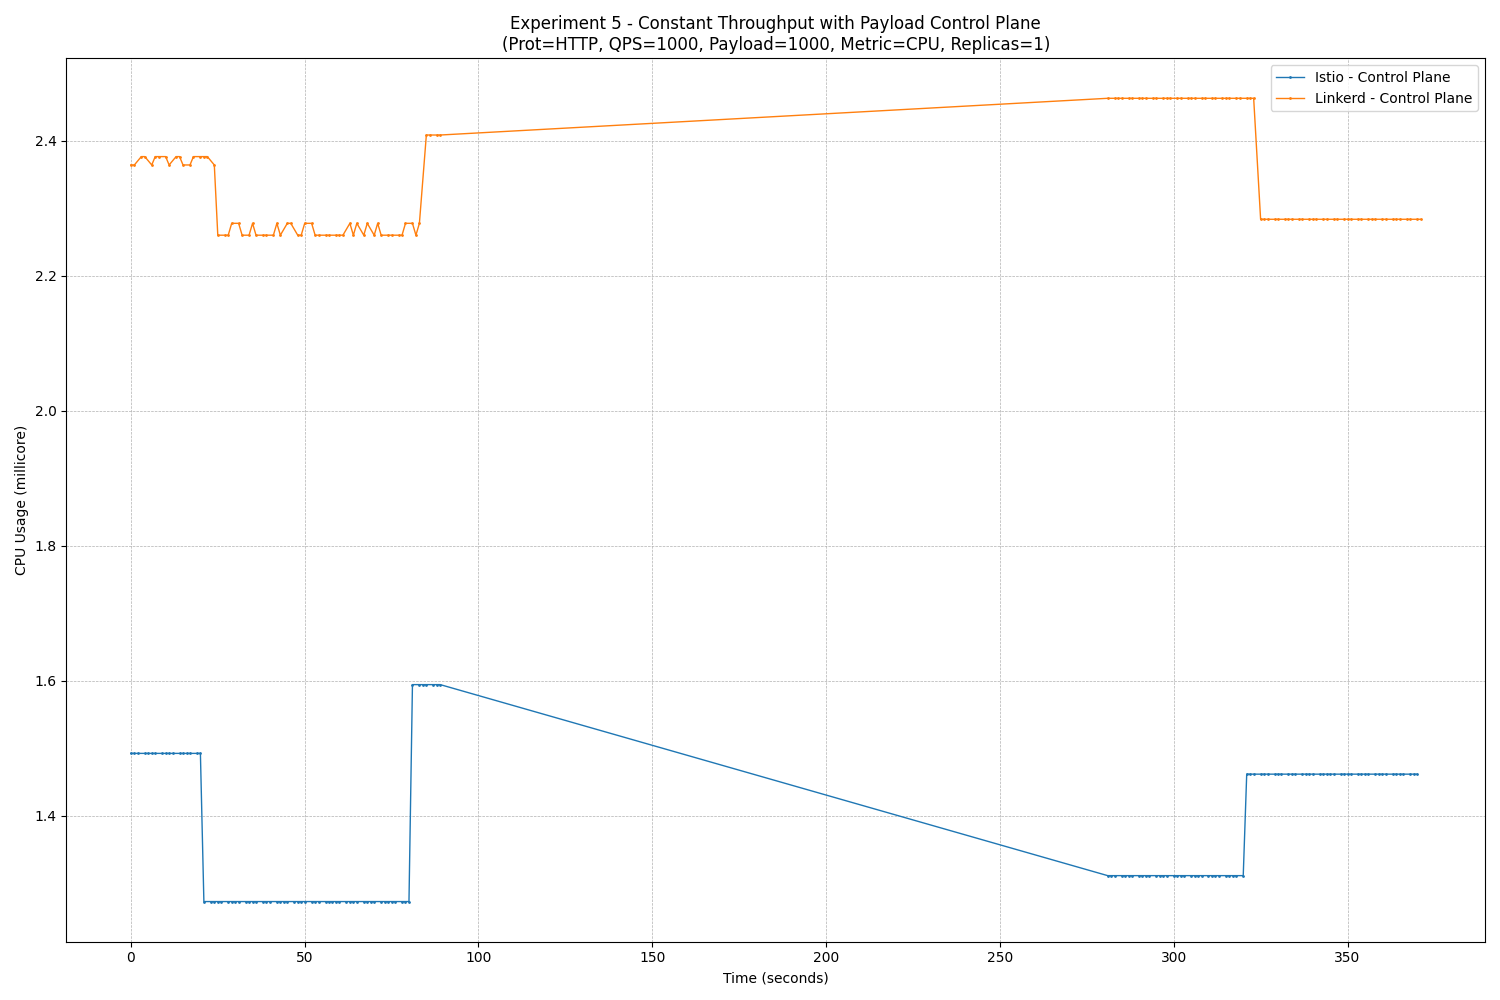 Experiment 5 - Constant Throughput with Payload Control Plane
(Prot=HTTP, QPS=1000, Payload=1000, Metric=CPU, Replicas=1)
Istio - Control Plane
Linkerd - Control Plane
CPU Usage (millicore)
2.4
2.2
2.0
1.8
1.6
1.4
0
50
100
150
200
250
300
350
Time (seconds)